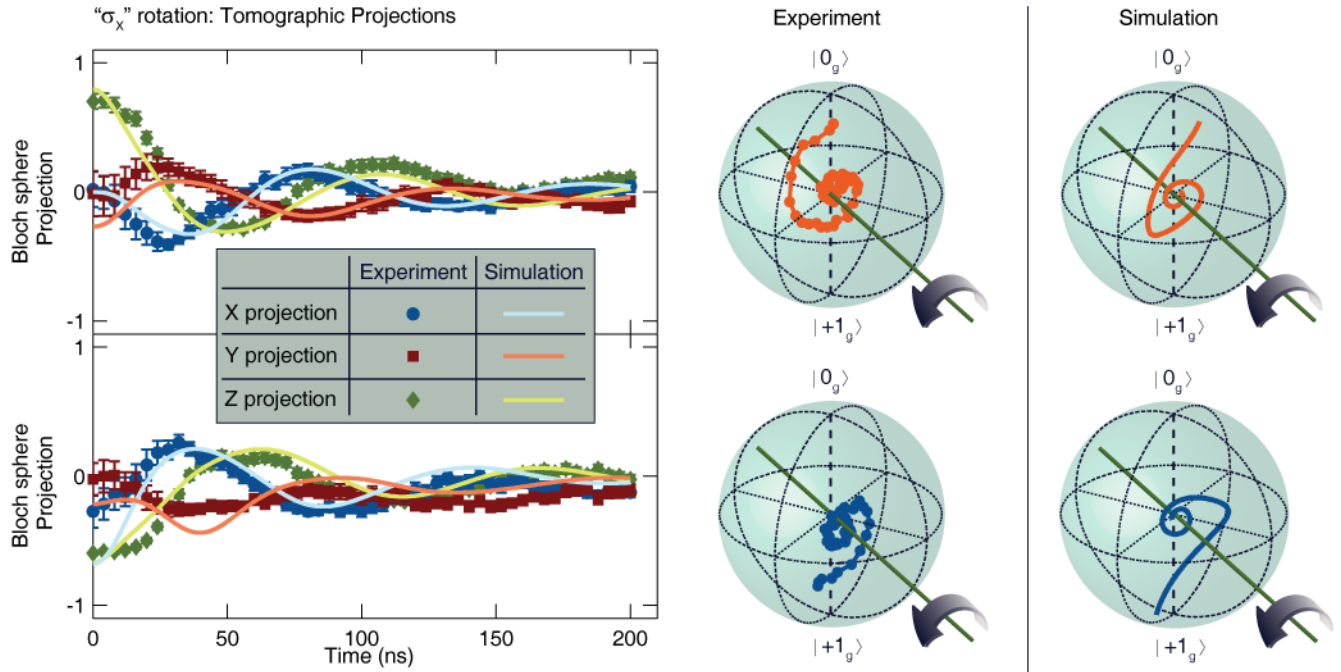 “σx” rotation: Tomographic Projections
Experiment
Simulation
1
0
-1
Bloch sphere
Projection
1
0
-1
Bloch sphere
Projection
0
50
100
150
200
Time (ns)
Experiment
Simulation
X projection
Y projection
Z projection
|0g⟩
|0g⟩
|+1g⟩
|+1g⟩
|0g⟩
|0g⟩
|+1g⟩
|+1g⟩